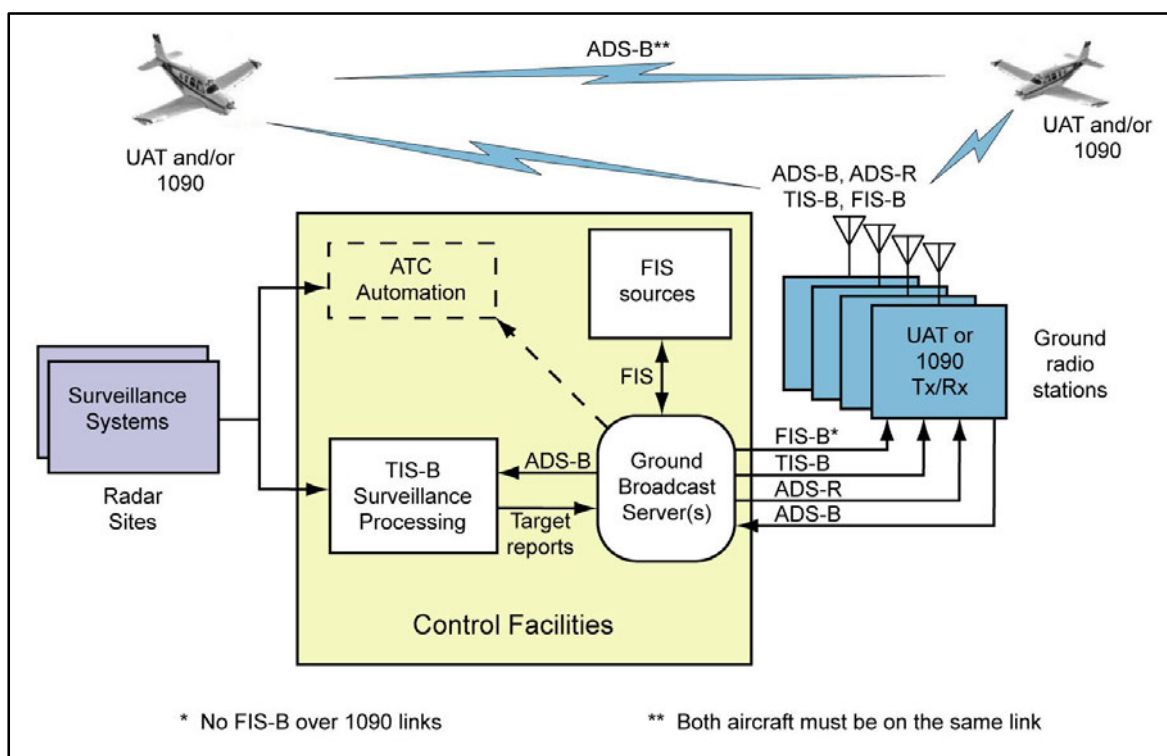 ADS-B**
UAT and/or
1090
UAT and/or
1090
ADS-B, ADS-R
TIS-B, FIS-B
ATC
Automation
FIS
sources
UAT or
1090
Tx/Rx
Ground
radio
stations
Surveillance
Systems
FIS
FIS-B*
TIS-B
ADS-R
ADS-B
ADS-B
TIS-B
Surveillance
Processing
Ground
Broadcast
Server(s)
Target
reports
Radar
Sites
Control Facilities
* No FIS-B over 1090 links
** Both aircraft must be on the same link